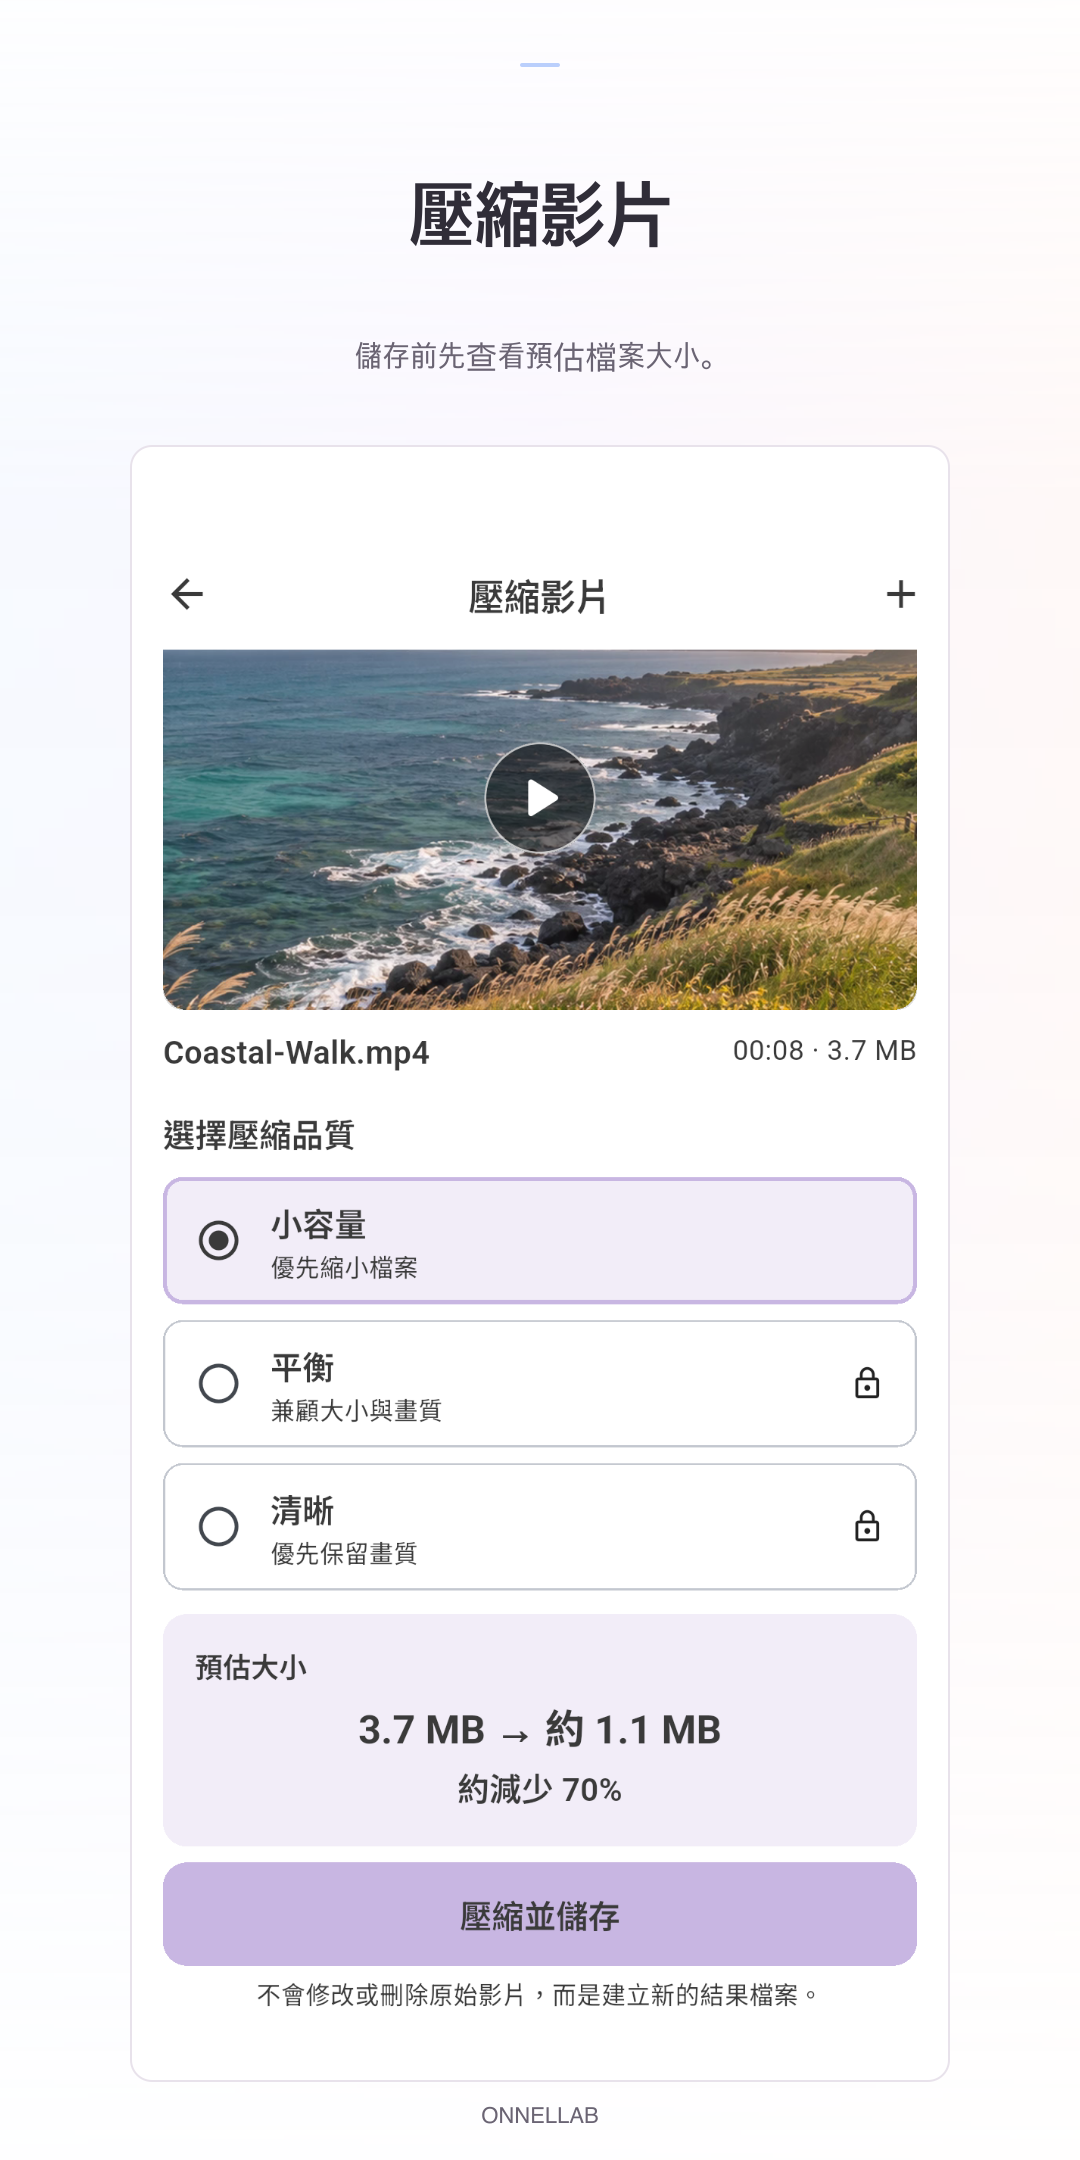 壓縮影片
儲存前先查看預估檔案大小。
壓縮影片
Coastal-Walk.mp4
00:08 · 3.7 MB
選擇壓縮品質
小容量
優先縮小檔案
平衡
兼顧大小與畫質
清晰
優先保留畫質
預估大小
3.7 MB → 約 1.1 MB
約減少 70%
壓縮並儲存
不會修改或刪除原始影片，而是建立新的結果檔案。
ONNELLAB